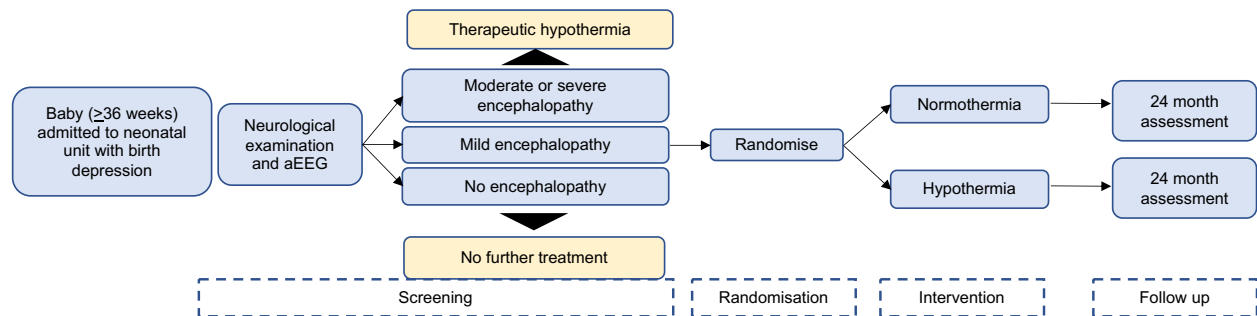 Therapeutic hypothermia
Baby (≥36 weeks)
admitted to neonatal
unit with birth
depression
Neurological
examination
and aEEG
Moderate or severe
encephalopathy
Mild encephalopathy
No encephalopathy
No further treatment
Randomise
Normothermia
Hypothermia
24 month
assessment
24 month
assessment
Screening
Randomisation
Intervention
Follow up